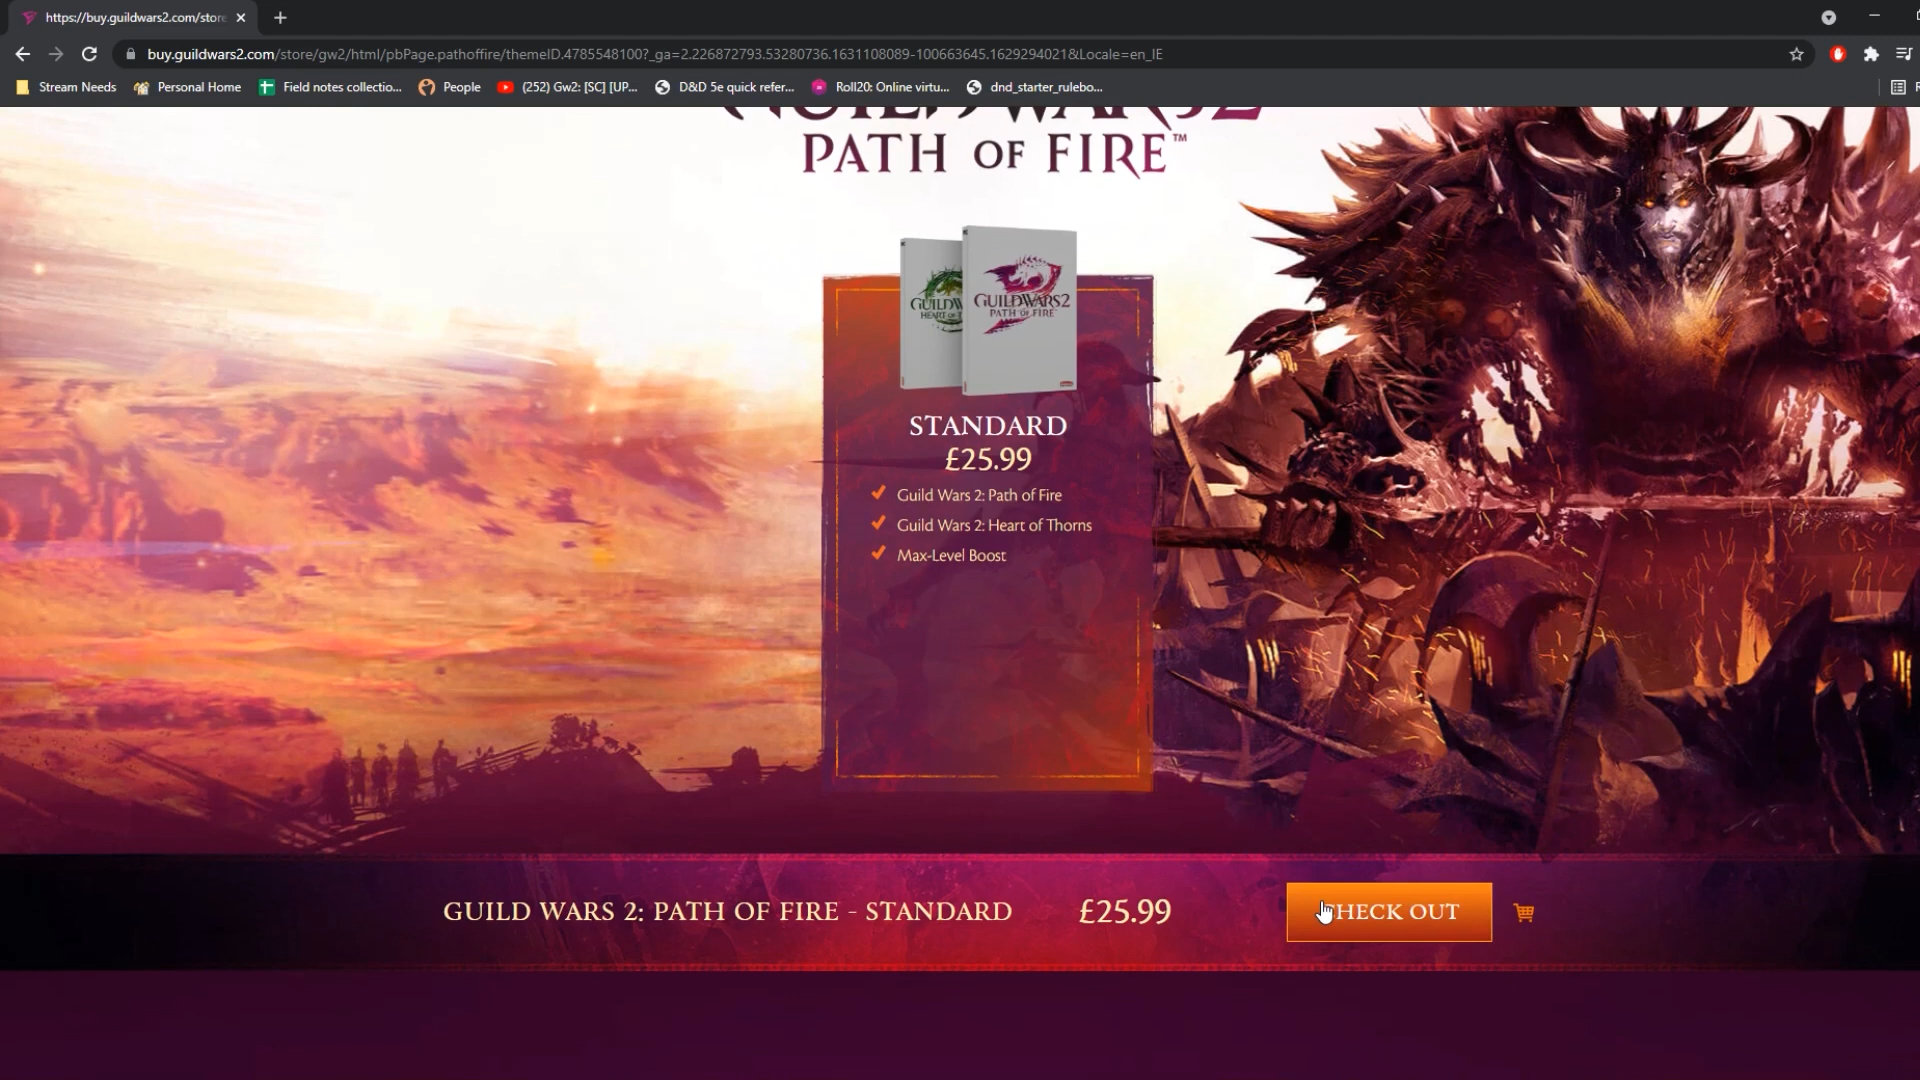 https://buy.guildwars2.com/store
buy.guildwars2.com/store/gw2/html/pbPage.pathoffire/themeID.4785548100?_ga=2.226872793.53280736.1631108089-100663645.1629294021&Locale=en_IE
Stream Needs
Personal Home
Field notes collectio...
People
(252) Gw2: [SC] [UP...
D&D 5e quick refer...
Roll20: Online virtu...
dnd_starter_rulebo...
GUILD WARS 2
PATH OF FIRE™
GUILD WARS 2
PATH OF FIRE
STANDARD
£25.99
Guild Wars 2: Path of Fire
Guild Wars 2: Heart of Thorns
Max-Level Boost
GUILD WARS 2: PATH OF FIRE - STANDARD
£25.99
CHECK OUT